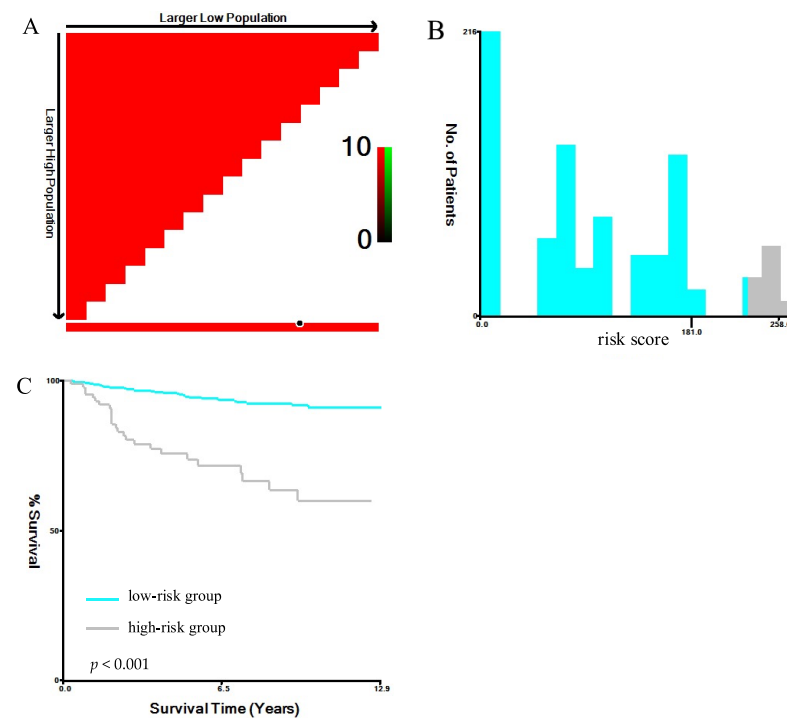 A
Larger Low Population
Larger High Population
10
0
B
216
No. of Patients
0
0.0
181.0
258.
risk score
C
100
% Survival
50
0
low-risk group
high-risk group
p < 0.001
0.0
6.5
12.9
Survival Time (Years)